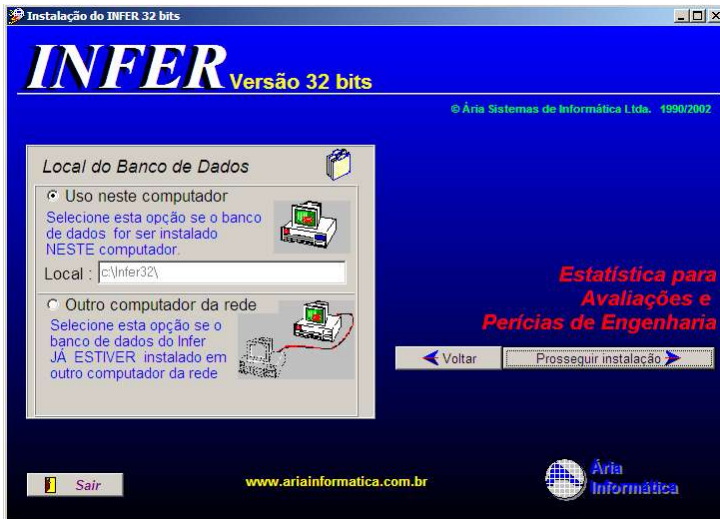 Instalação do INFER 32 bits
INFER Versão 32 bits
© Ária Sistemas de Informática Ltda. 1990/2002
Local do Banco de Dados
Uso neste computador
Selecione esta opção se o banco
de dados for ser instalado
NESTE computador.
Local : c:\Infer32\
Outro computador da rede
Selecione esta opção se o
banco de dados do Infer
JÁ ESTIVER instalado em
outro computador da rede
Estatística para
Avaliações e
Perícias de Engenharia
Voltar
Prosseguir instalação
Sair
www.ariainformatica.com.br
Ária
Informática